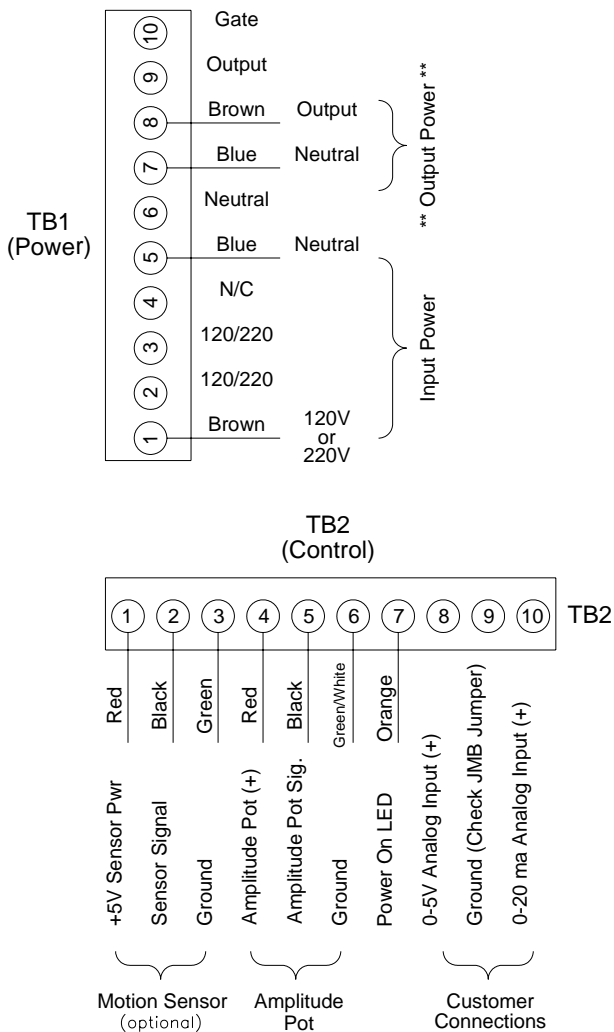 10 Gate
9 Output
8 Brown Output
7 Blue Neutral
** Output Power **
6 Neutral
TB1
(Power)
5 Blue Neutral
4 N/C
3 120/220
2 120/220
Input Power
1 Brown 120V
or
220V
TB2
(Control)
1 2 3 4 5 6 7 8 9 10 TB2
Red
Black
Green
Red
Black
Green/White
Orange
+5V Sensor Pwr
Sensor Signal
Ground
Amplitude Pot (+)
Amplitude Pot Sig.
Ground
Power On LED
0-5V Analog Input (+)
Ground (Check JMB Jumper)
0-20 ma Analog Input (+)
Motion Sensor
(optional)
Amplitude
Pot
Customer
Connections